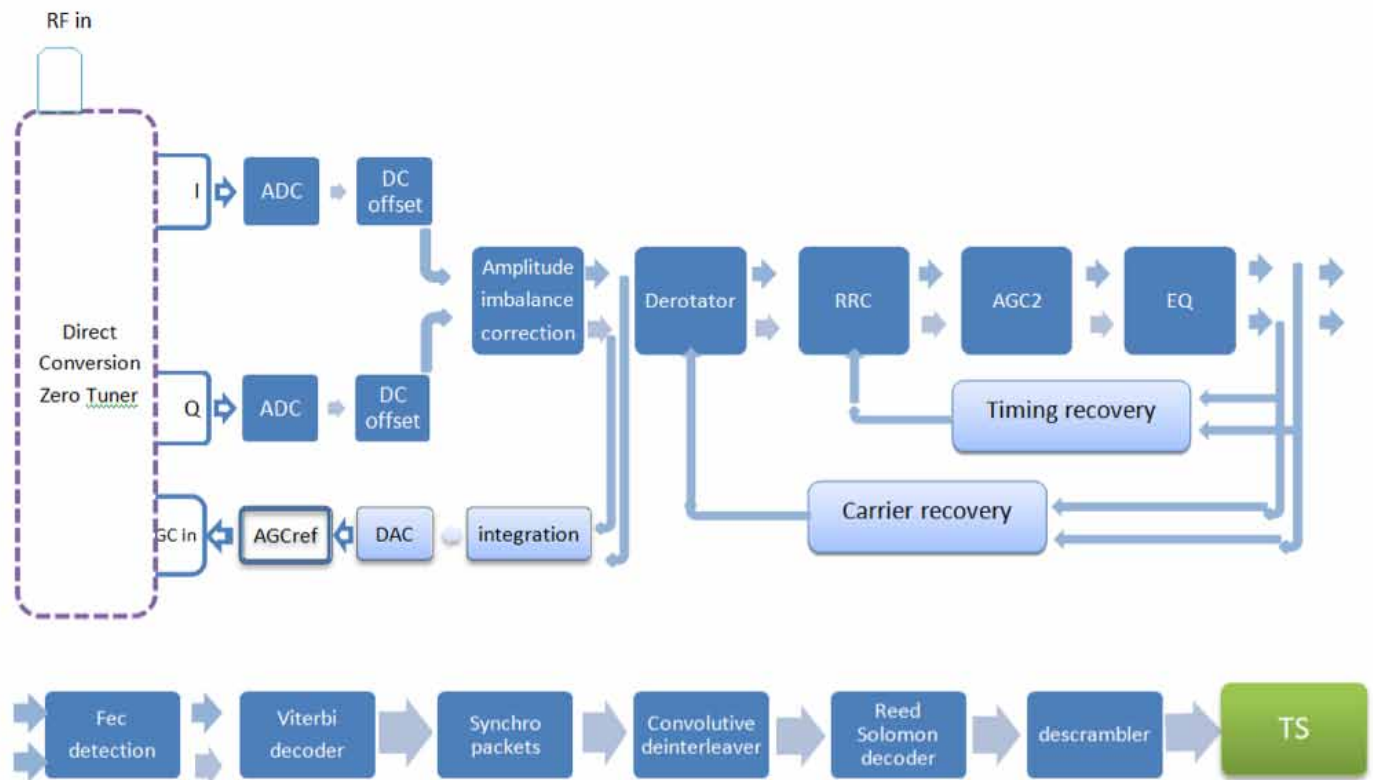 RF in
I
ADC
DC
offset
Amplitude
imbalance
correction
Derotator
RRC
AGC2
EQ
Direct
Conversion
Zero Tuner
Q
ADC
DC
offset
Timing recovery
Carrier recovery
GC in
AGCref
DAC
integration
Fec
detection
Viterbi
decoder
Synchro
packets
Convolutive
deinterleaver
Reed
Solomon
decoder
descrambler
TS